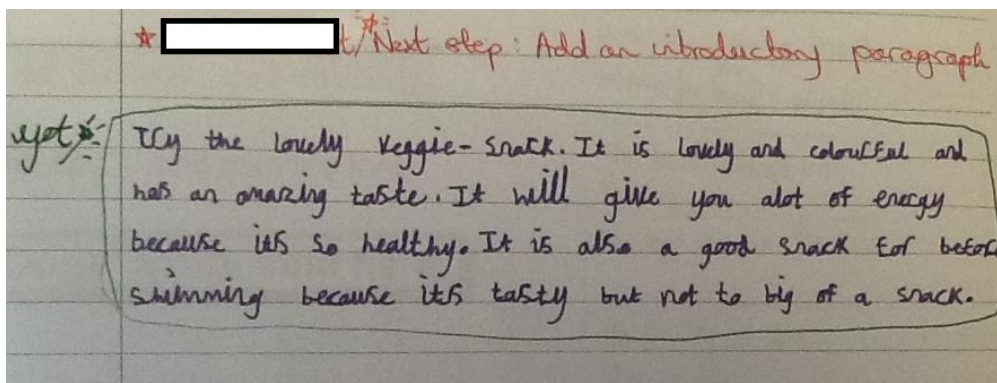 Next step: Add an introductory paragraph
Try the lovely Veggie-Snack. It is lovely and colourful and
has an amazing taste. It will give you alot of energy
because its so healthy. It is also a good snack for before
swimming because its tasty but not to big of a snack.